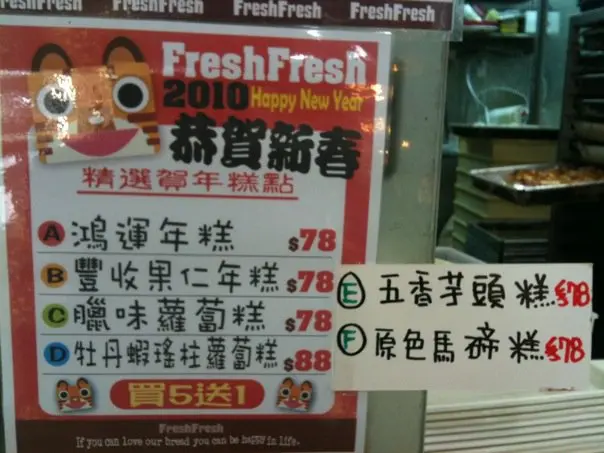 enFresh FreshFresh FreshFresh FreshFresh
FreshFresh
2010 Happy New Year
恭賀新春
精選賀年糕點
A 鴻運年糕 $78
B 豐收果仁年糕 $78
C 臘味蘿蔔糕 $78
D 牡丹蝦瑤柱蘿蔔糕 $88
E 五香芋頭糕 $78
F 原色馬蹄糕 $78
買5送1
FreshFresh
If you can love our bread you can be happy in life.